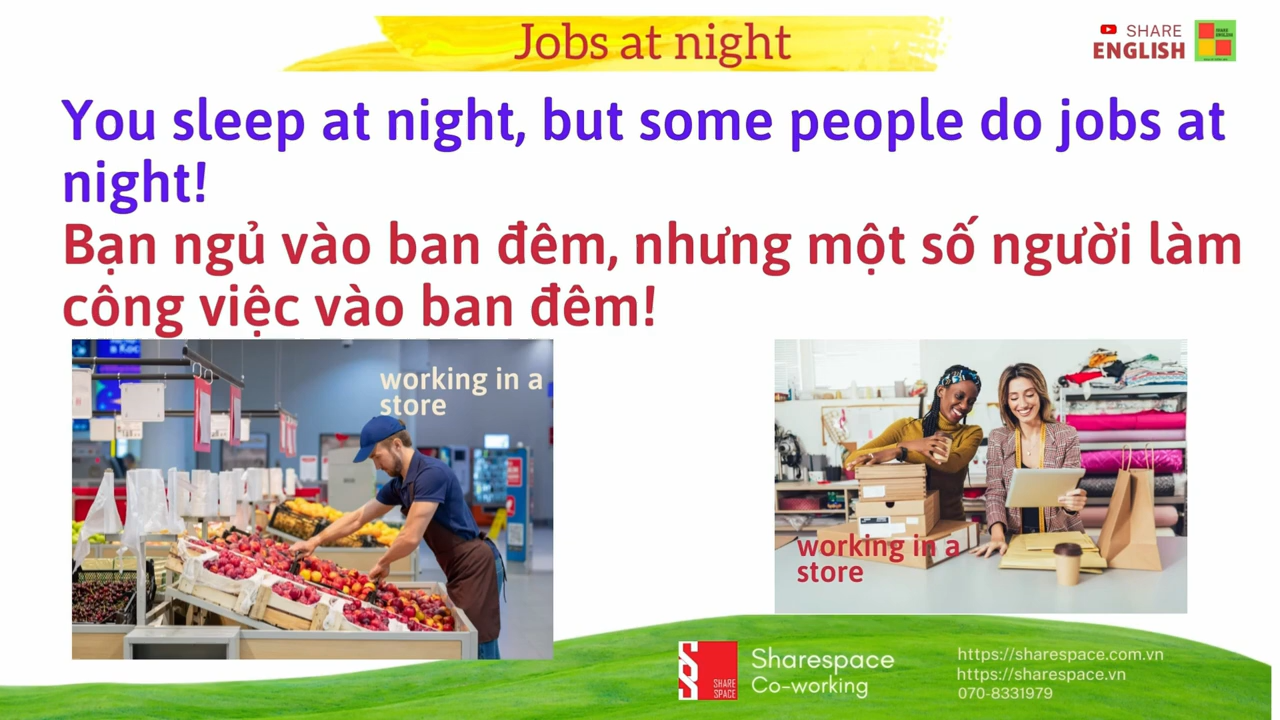 Jobs at night
SHARE
ENGLISH
You sleep at night, but some people do jobs at
night!
Bạn ngủ vào ban đêm, nhưng một số người làm
công việc vào ban đêm!
working in a
store
working in a
store
SHARE
SPACE
Sharespace
Co-working
https://sharespace.com.vn
https://sharespace.vn
070-8331979